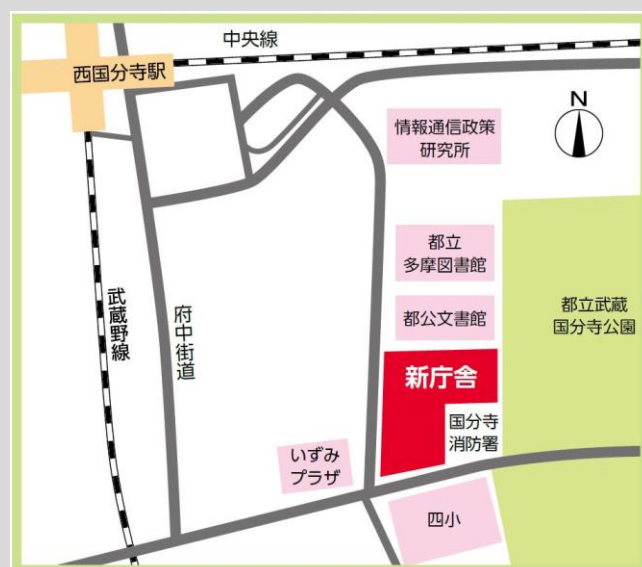 中央線
西国分寺駅
N
情報通信政策
研究所
都立
多摩図書館
都立武蔵
国分寺公園
武蔵野線
府中街道
都公文書館
新庁舎
国分寺
消防署
いずみ
プラザ
四小